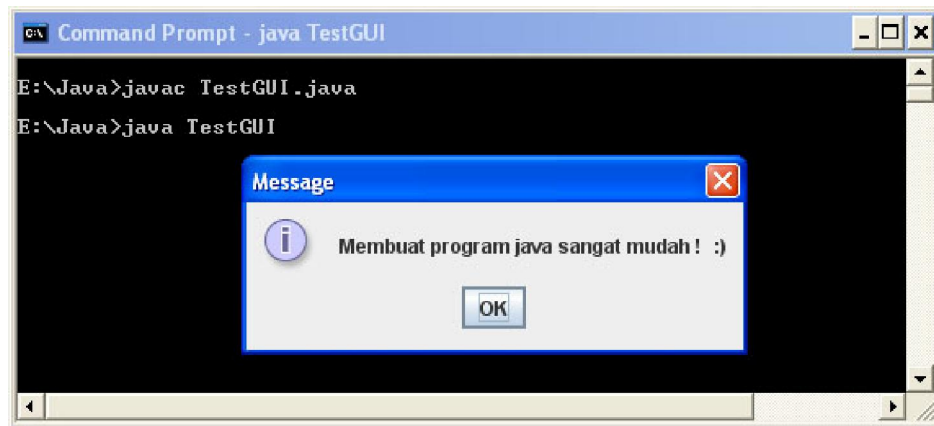 Command Prompt - java TestGUI
E:\Java>javac TestGUI.java
E:\Java>java TestGUI
Message
Membuat program java sangat mudah ! :)
OK